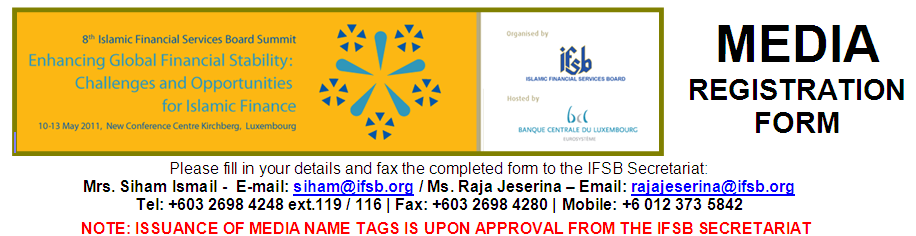 8th Islamic Financial Services Board Summit
Enhancing Global Financial Stability:
Challenges and Opportunities
for Islamic Finance
10-13 May 2011, New Conference Centre Kirchberg, Luxembourg
Organised by
ifsb
ISLAMIC FINANCIAL SERVICES BOARD
Hosted by
bcl
BANQUE CENTRALE DU LUXEMBOURG
EUROSYSTÈME
MEDIA
REGISTRATION
FORM
Please fill in your details and fax the completed form to the IFSB Secretariat:
Mrs. Siham Ismail - E-mail: siham@ifsb.org / Ms. Raja Jeserina – Email: rajajeserina@ifsb.org
Tel: +603 2698 4248 ext.119 / 116 | Fax: +603 2698 4280 | Mobile: +6 012 373 5842
NOTE: ISSUANCE OF MEDIA NAME TAGS IS UPON APPROVAL FROM THE IFSB SECRETARIAT